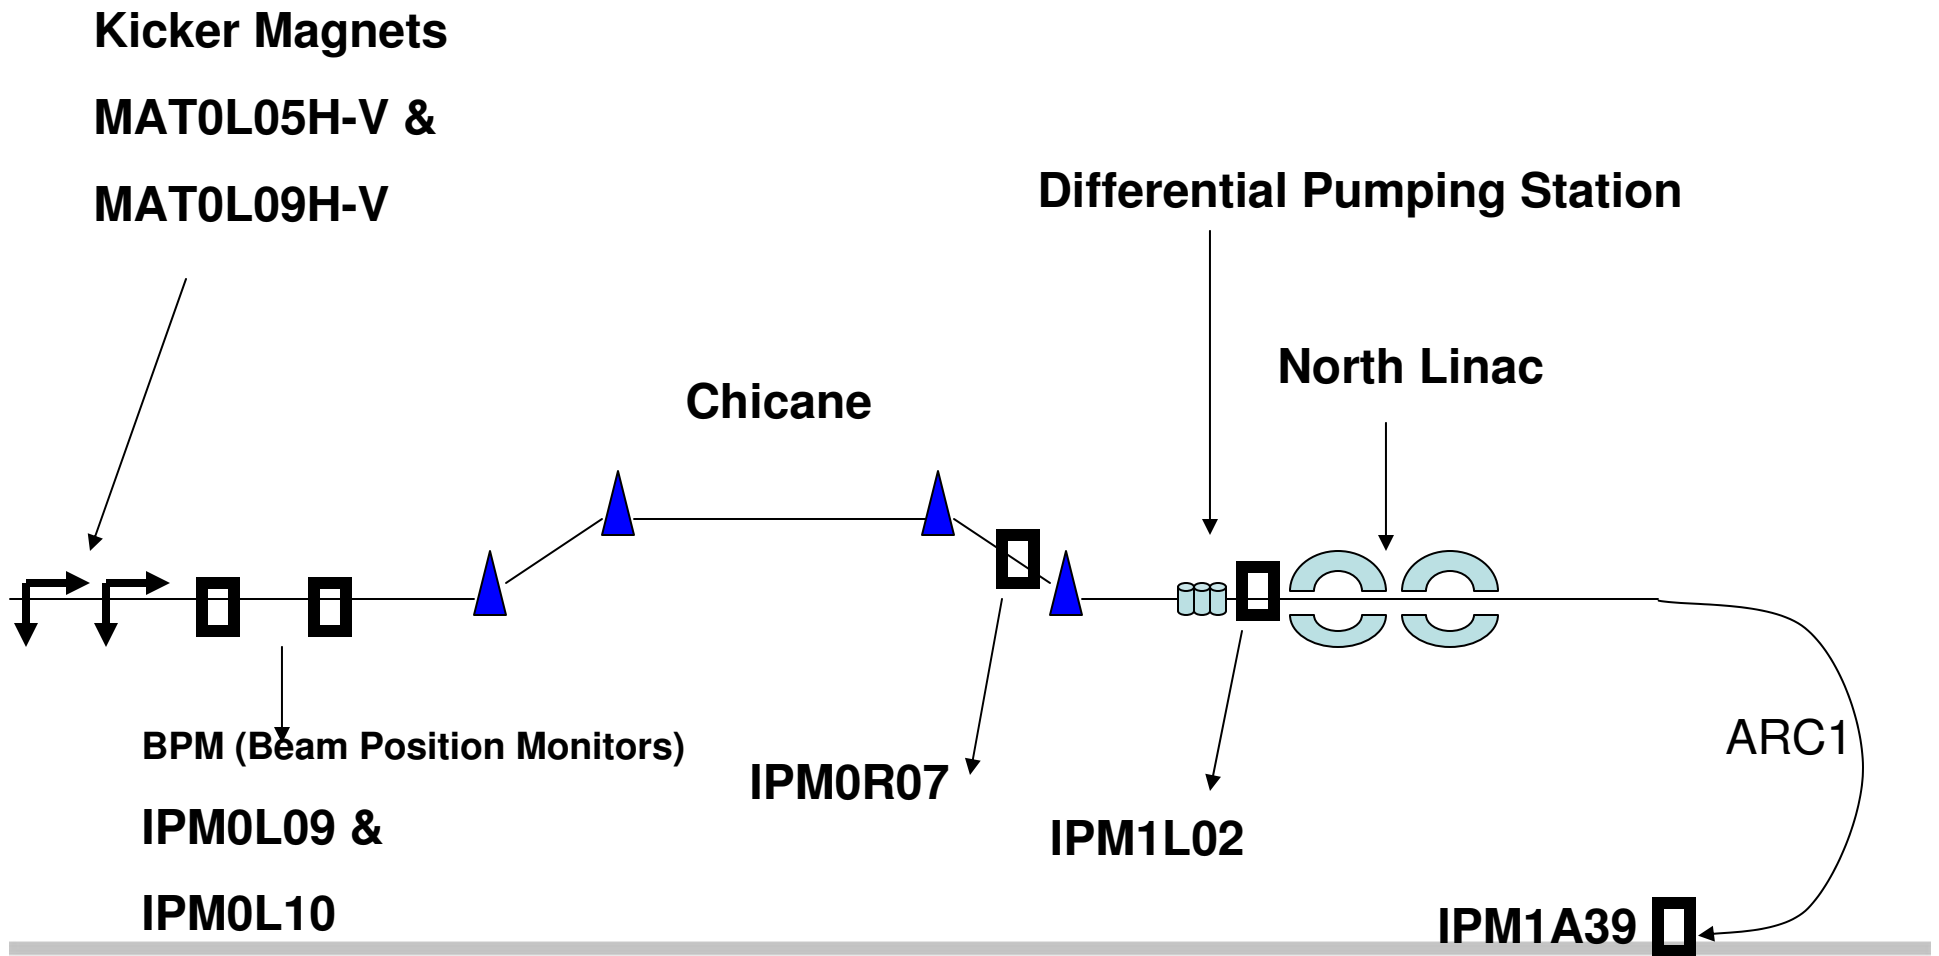 Kicker Magnets
MAT0L05H-V &
MAT0L09H-V
Differential Pumping Station
North Linac
Chicane
BPM (Beam Position Monitors)
IPM0L09 &
IPM0L10
IPM0R07
IPM1L02
ARC1
IPM1A39